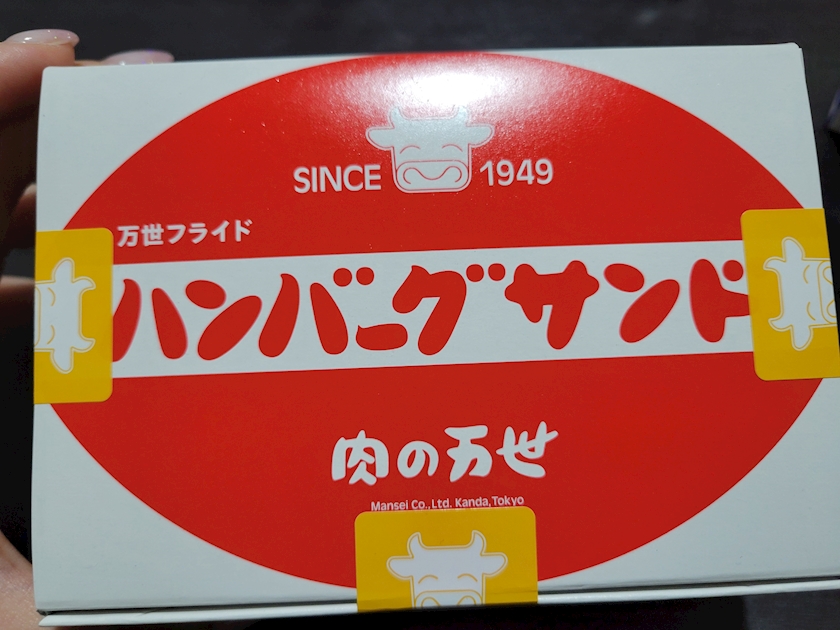 SINCE 1949
万世フライド
ハンバーグサンド
肉の万世
Mansei Co.,Ltd. Kanda,Tokyo